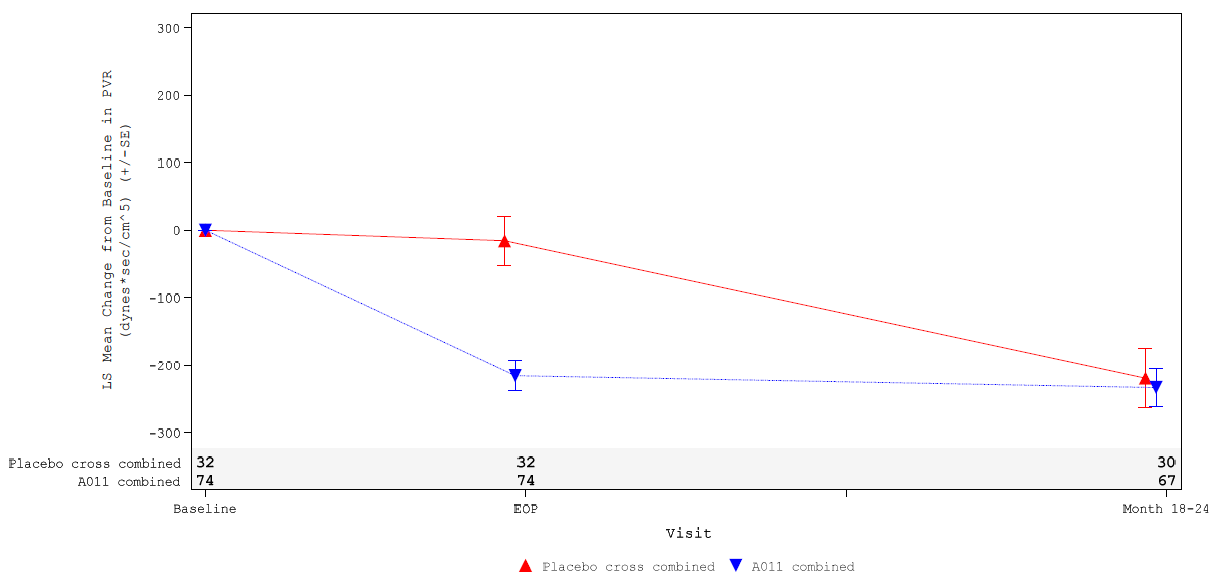 300
200
100
0
-100
-200
-300
LS Mean Change from Baseline in PVR
(dynes*sec/cm^5) (+/-SE)
Placebo cross combined 32 32 30
A011 combined 74 74 67
Baseline EOP Month 18-24
Visit
Placebo cross combined A011 combined